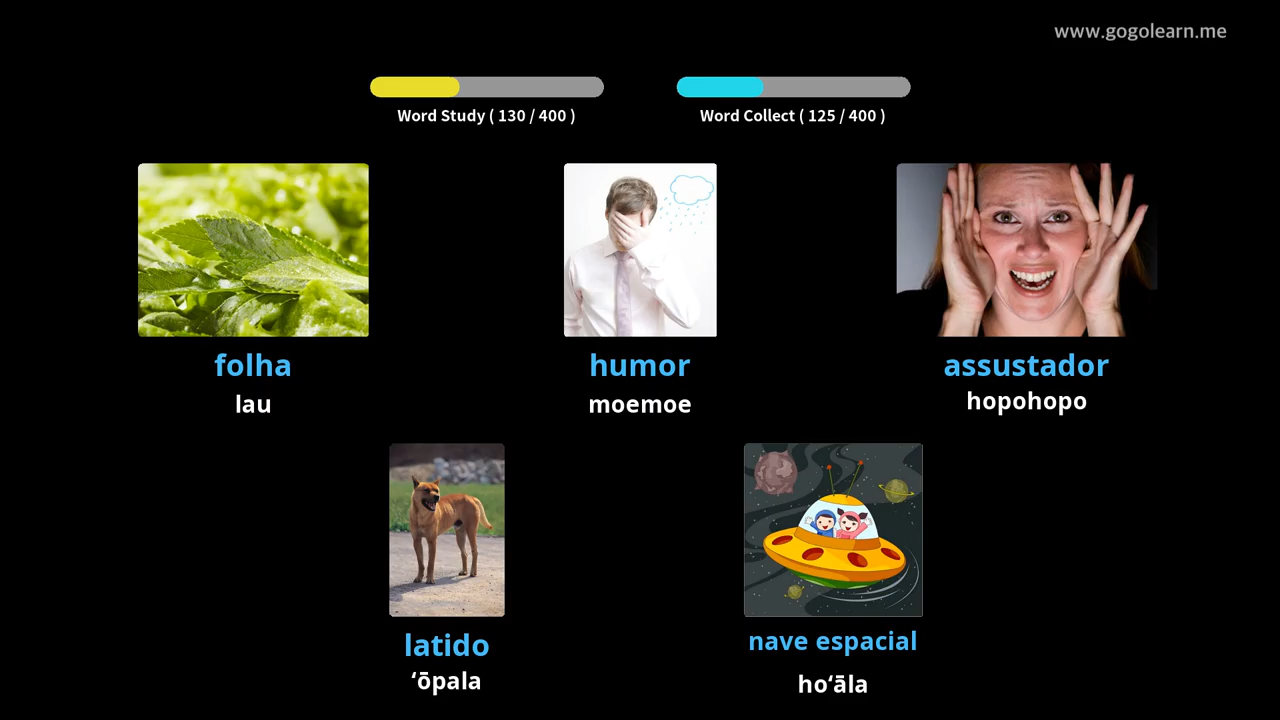 www.gogolearn.me
Word Study ( 130 / 400 )
Word Collect ( 125 / 400 )
folha
lau
humor
moemoe
assustador
hopohopo
latido
ʻōpala
nave espacial
hoʻāla